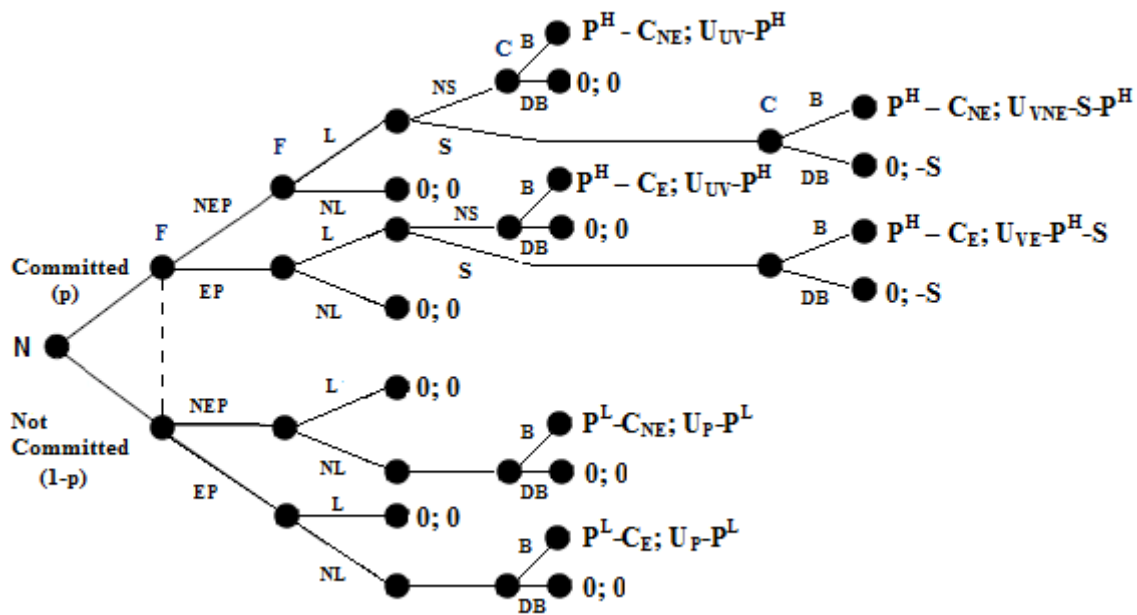 B
P^H - C_NE; U_UV-P^H
C
NS
DB
0; 0
C
B
P^H – C_NE; U_VNE-S-P^H
L
F
S
DB
0; -S
B
P^H – C_E; U_UV-P^H
NEP
NL
0; 0
NS
DB
0; 0
F
L
B
P^H – C_E; U_VE-P^H-S
Committed
(p)
EP
S
DB
0; -S
NL
0; 0
N
L
0; 0
NEP
Not
Committed
(1-p)
B
P^L-C_NE; U_P-P^L
NL
DB
0; 0
EP
L
0; 0
B
P^L-C_E; U_P-P^L
NL
DB
0; 0